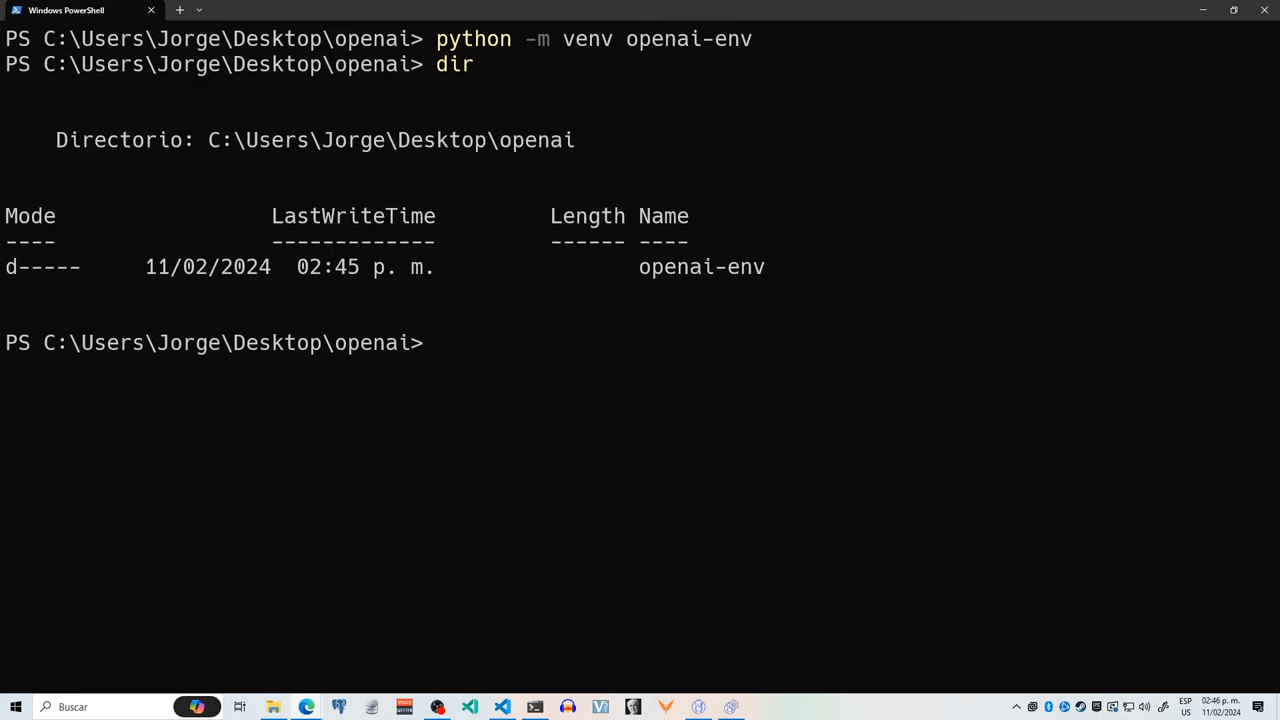 Windows PowerShell
PS C:\Users\Jorge\Desktop\openai> python -m venv openai-env
PS C:\Users\Jorge\Desktop\openai> dir
Directorio: C:\Users\Jorge\Desktop\openai
Mode LastWriteTime Length Name
---- ------------- ------ ----
d----- 11/02/2024 02:45 p. m. openai-env
PS C:\Users\Jorge\Desktop\openai>
Buscar
ESP 02:46 p. m.
US 11/02/2024